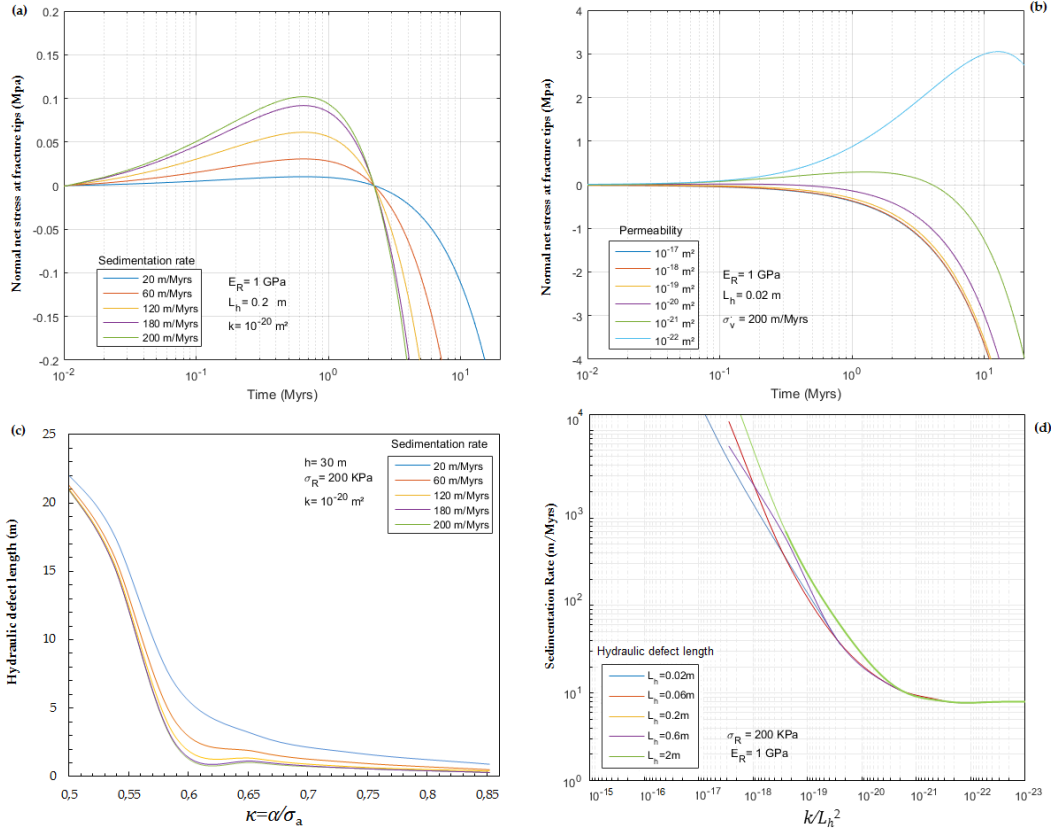 (a)
Normal net stress at fracture tips (Mpa)
0.2
0.15
0.1
0.05
0
-0.05
-0.1
-0.15
-0.2
Sedimentation rate
20 m/Myrs
60 m/Myrs
120 m/Myrs
180 m/Myrs
200 m/Myrs
E_R= 1 GPa
L_h= 0.2 m
k= 10^-20 m²
10^-2
10^-1
10^0
10^1
Time (Myrs)
(b)
Normal net stress at fracture tips (Mpa)
4
3
2
1
0
-1
-2
-3
-4
Permeability
10^-17 m²
10^-18 m²
10^-19 m²
10^-20 m²
10^-21 m²
10^-22 m²
E_R= 1 GPa
L_h= 0.02 m
σ_v̇ = 200 m/Myrs
10^-2
10^-1
10^0
10^1
Time (Myrs)
(c)
Hydraulic defect length (m)
25
20
15
10
5
0
h= 30 m
σ_R= 200 KPa
k= 10^-20 m²
Sedimentation rate
20 m/Myrs
60 m/Myrs
120 m/Myrs
180 m/Myrs
200 m/Myrs
0,5
0,55
0,6
0,65
0,7
0,75
0,8
0,85
κ=α/σ_a
(d)
Sedimentation Rate (m/Myrs)
10^4
10^3
10^2
10^1
10^0
Hydraulic defect length
L_h=0.02m
L_h=0.06m
L_h=0.2m
L_h=0.6m
L_h=2m
σ_R = 200 KPa
E_R= 1 GPa
10^-15
10^-16
10^-17
10^-18
10^-19
10^-20
10^-21
10^-22
10^-23
k/L_h^2